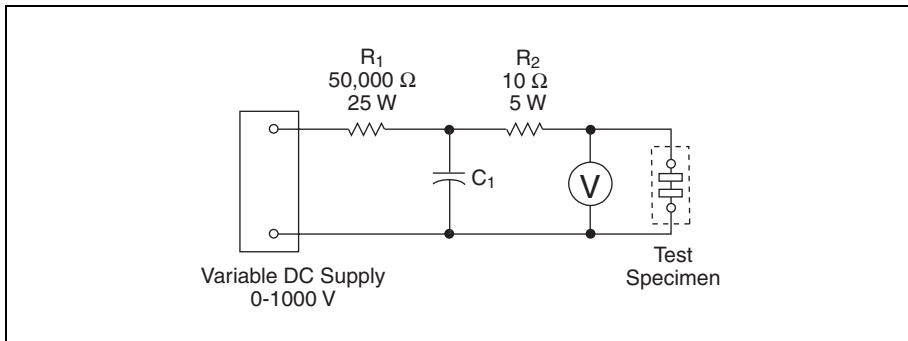 R1
50,000 Ω
25 W
R2
10 Ω
5 W
C1
V
Variable DC Supply
0-1000 V
Test
Specimen